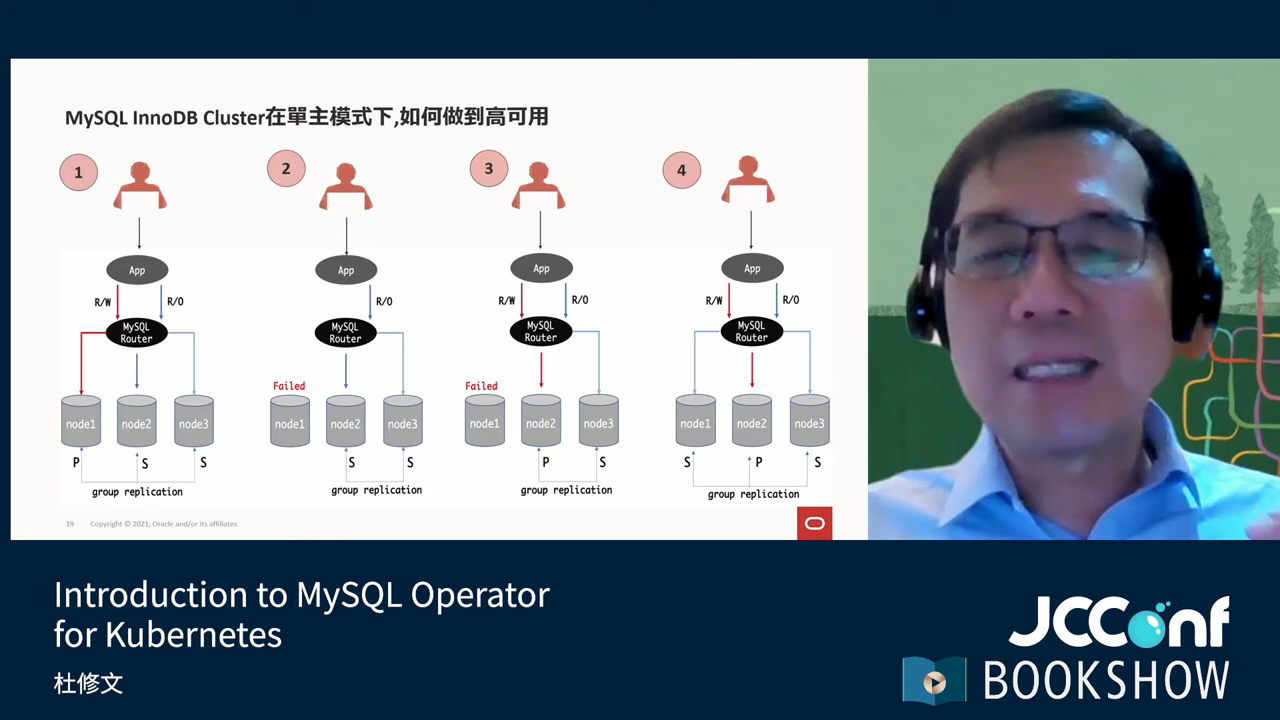 MySQL InnoDB Cluster在單主模式下,如何做到高可用
1
2
3
4
App
App
App
App
R/W
R/O
R/O
R/W
R/O
R/W
R/O
MySQL
Router
MySQL
Router
MySQL
Router
MySQL
Router
Failed
Failed
node1
node2
node3
node1
node2
node3
node1
node2
node3
node1
node2
node3
P
S
S
S
S
P
S
S
P
S
group replication
group replication
group replication
group replication
19
Copyright © 2021, Oracle and/or its affiliates
Introduction to MySQL Operator
for Kubernetes
杜修文
JCConf
BOOKSHOW